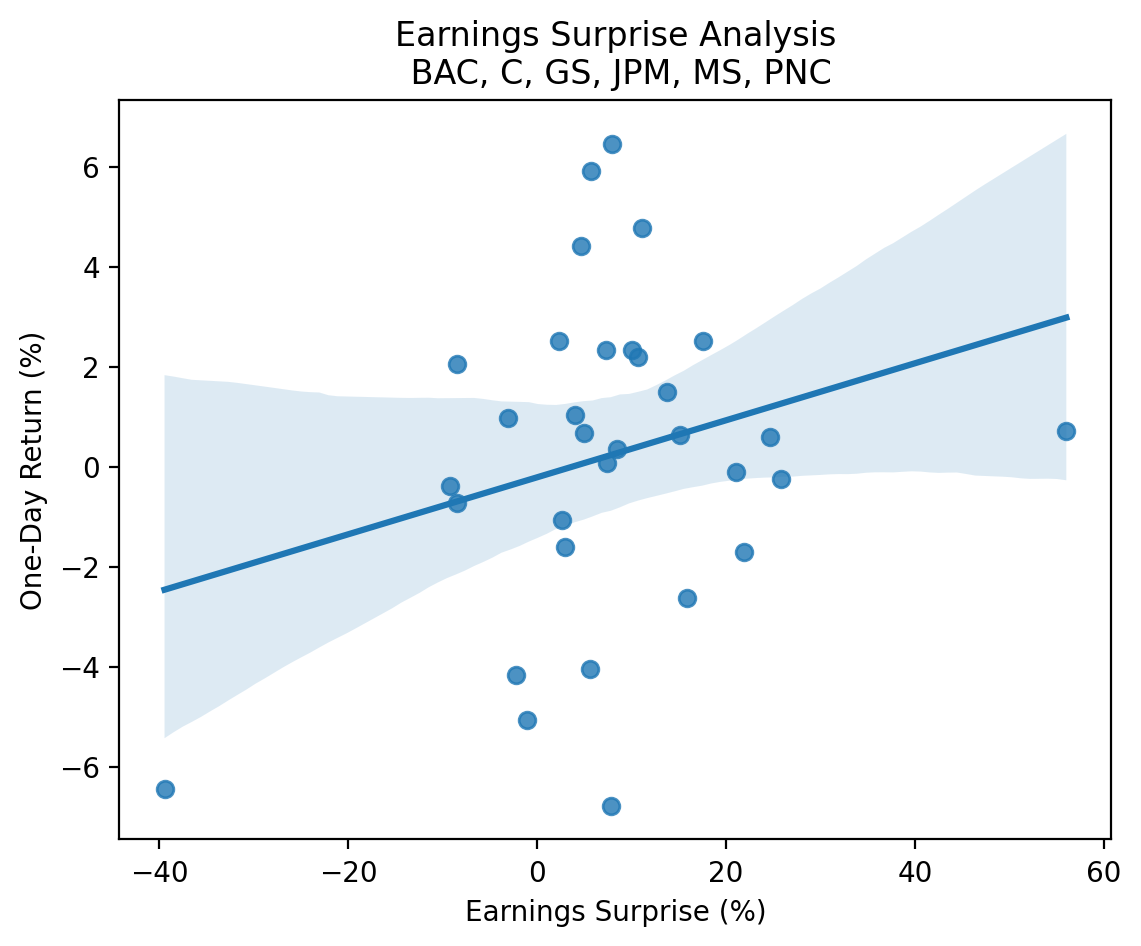 Earnings Surprise Analysis
BAC, C, GS, JPM, MS, PNC
One-Day Return (%)
6
4
2
0
−2
−4
−6
−40 −20 0 20 40 60
Earnings Surprise (%)